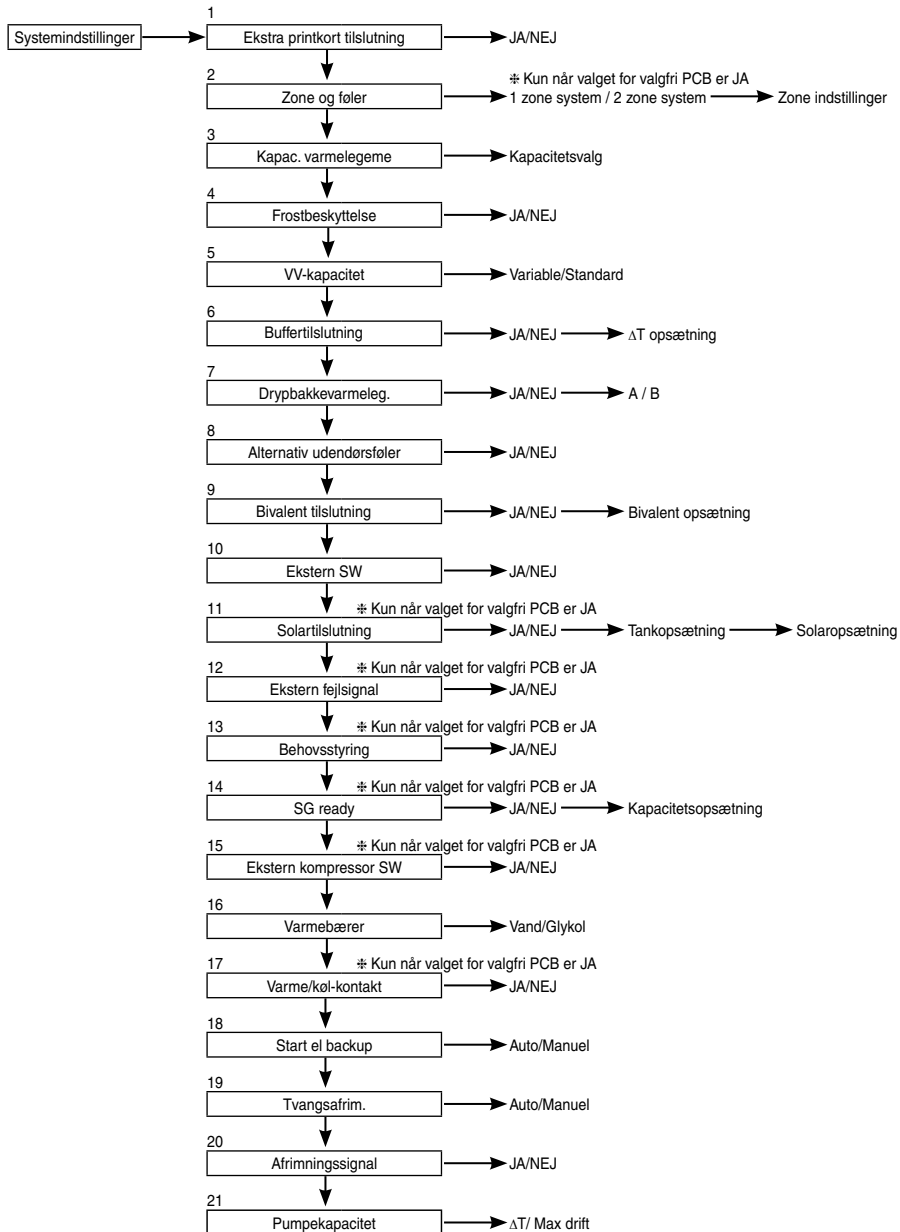 1
Systemindstillinger Ekstra printkort tilslutning JA/NEJ
2
❈ Kun når valget for valgfri PCB er JA
Zone og føler 1 zone system / 2 zone system Zone indstillinger
3
Kapac. varmelegeme Kapacitetsvalg
4
Frostbeskyttelse JA/NEJ
5
VV-kapacitet Variable/Standard
6
Buffertilslutning JA/NEJ ΔT opsætning
7
Drypbakkevarmeleg. JA/NEJ A / B
8
Alternativ udendørsføler JA/NEJ
9
Bivalent tilslutning JA/NEJ Bivalent opsætning
10
Ekstern SW JA/NEJ
11 ❈ Kun når valget for valgfri PCB er JA
Solartilslutning JA/NEJ Tankopsætning Solaropsætning
12 ❈ Kun når valget for valgfri PCB er JA
Ekstern fejlsignal JA/NEJ
13 ❈ Kun når valget for valgfri PCB er JA
Behovsstyring JA/NEJ
14 ❈ Kun når valget for valgfri PCB er JA
SG ready JA/NEJ Kapacitetsopsætning
15 ❈ Kun når valget for valgfri PCB er JA
Ekstern kompressor SW JA/NEJ
16
Varmebærer Vand/Glykol
17 ❈ Kun når valget for valgfri PCB er JA
Varme/køl-kontakt JA/NEJ
18
Start el backup Auto/Manuel
19
Tvangsafrim. Auto/Manuel
20
Afrimningssignal JA/NEJ
21
Pumpekapacitet ΔT/ Max drift